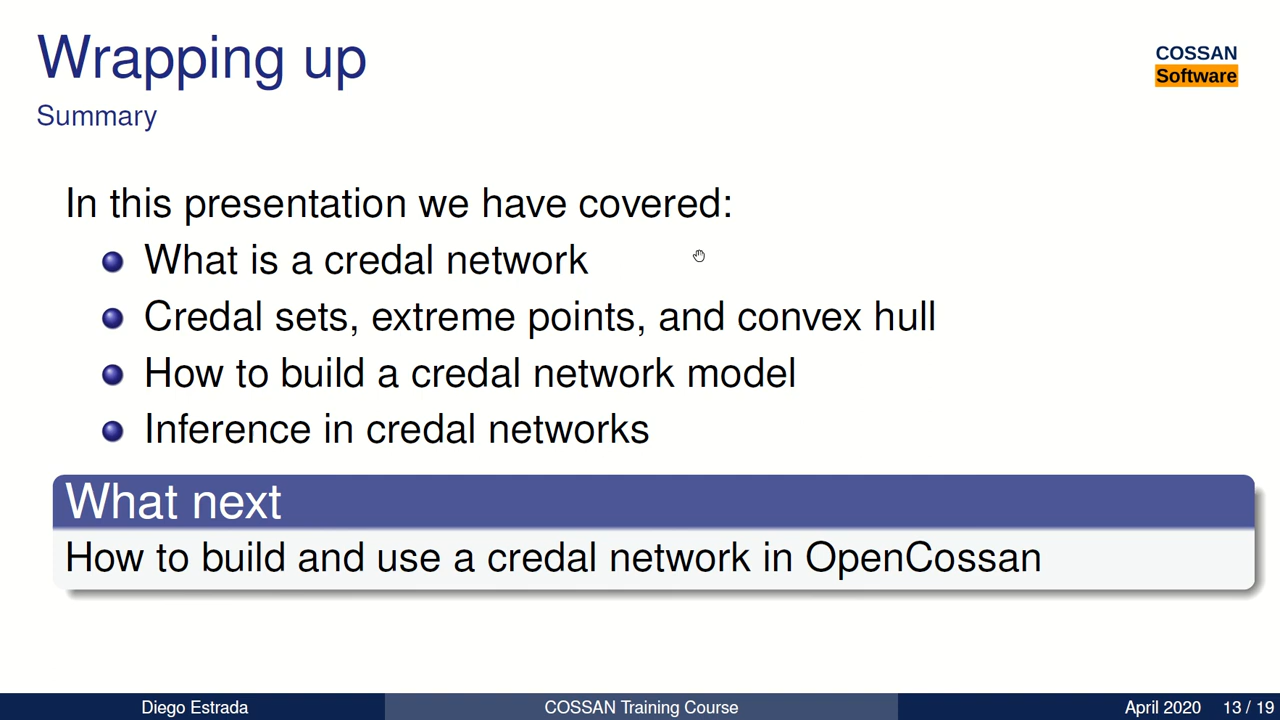 Wrapping up
Summary
COSSAN
Software
In this presentation we have covered:
What is a credal network
Credal sets, extreme points, and convex hull
How to build a credal network model
Inference in credal networks
What next
How to build and use a credal network in OpenCossan
Diego Estrada
COSSAN Training Course
April 2020 13 / 19